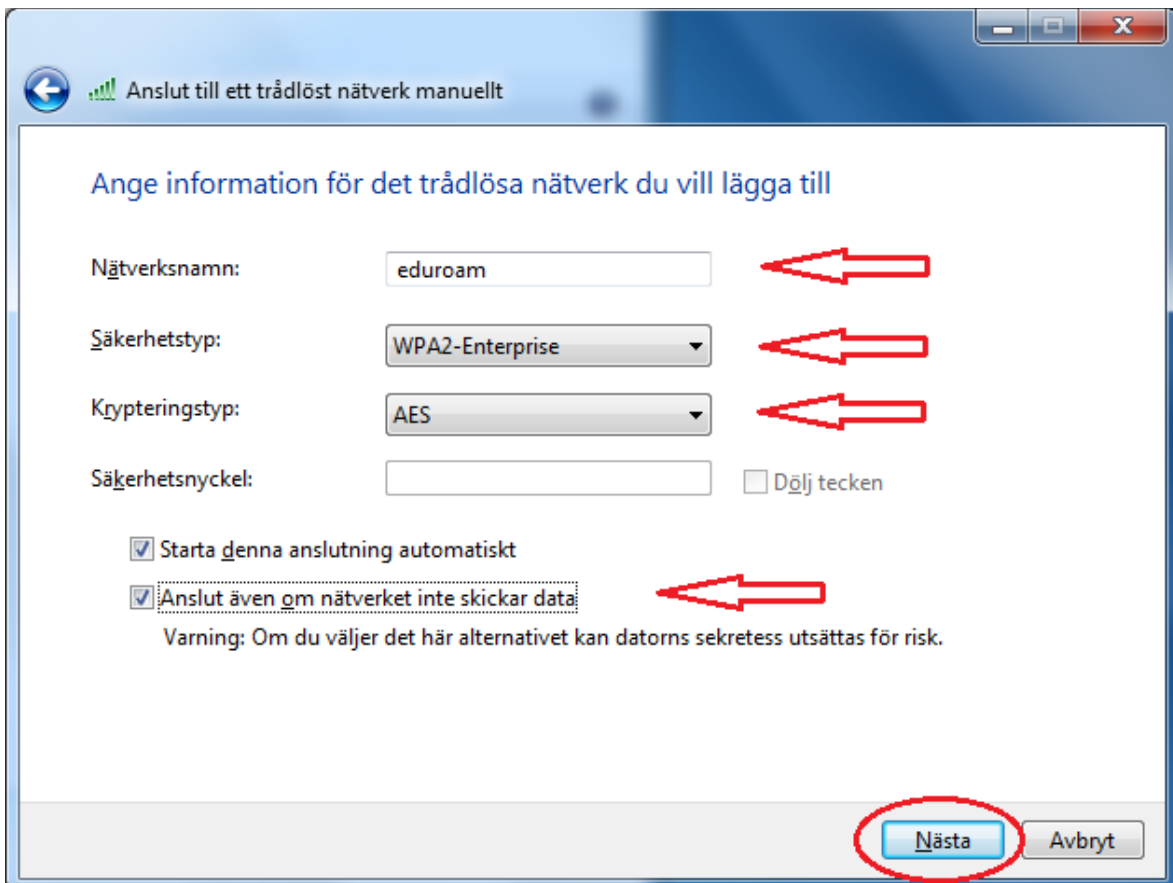 Anslut till ett trådlöst nätverk manuellt
Ange information för det trådlösa nätverk du vill lägga till
Nätverksnamn: eduroam
Säkerhetstyp: WPA2-Enterprise
Krypteringstyp: AES
Säkerhetsnyckel: Dölj tecken
Starta denna anslutning automatiskt
Anslut även om nätverket inte skickar data
Varning: Om du väljer det här alternativet kan datorns sekretess utsättas för risk.
Nästa Avbryt